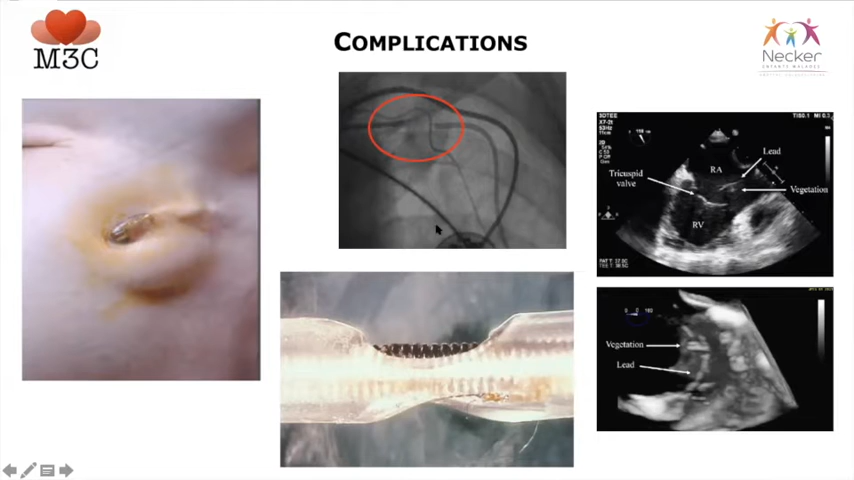 M3C
COMPLICATIONS
Necker
ENFANTS MALADES
Lead
RA
Tricuspid
valve
Vegetation
RV
Vegetation
Lead